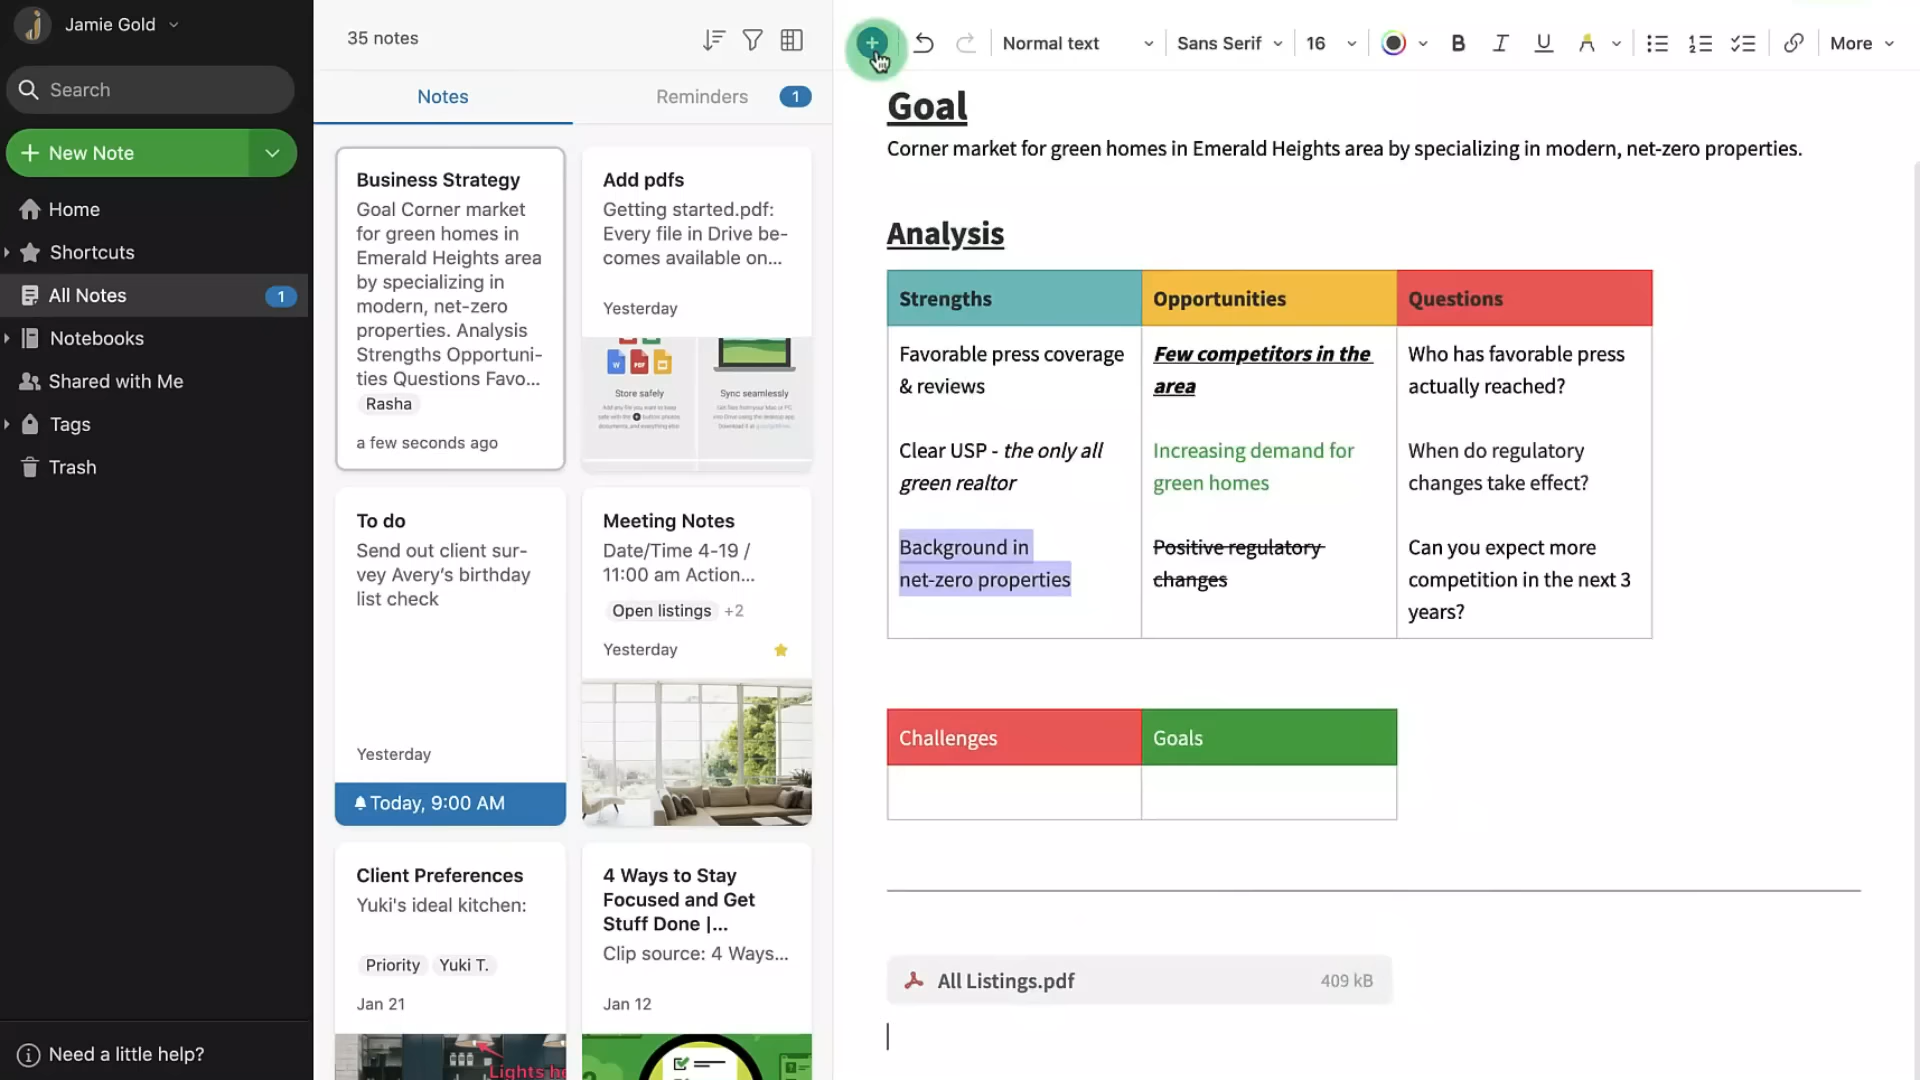 Jamie Gold
Search
New Note
Home
Shortcuts
All Notes
1
Notebooks
Shared with Me
Tags
Trash
Need a little help?
35 notes
Notes
Reminders
1
Business Strategy
Goal Corner market
for green homes in
Emerald Heights area
by specializing in
modern, net-zero
properties. Analysis
Strengths Opportuni-
ties Questions Favo...
Rasha
a few seconds ago
Add pdfs
Getting started.pdf:
Every file in Drive be-
comes available on...
Yesterday
W
PDF
Store safely
Sync seamlessly
To do
Send out client sur-
vey Avery's birthday
list check
Yesterday
Today, 9:00 AM
Meeting Notes
Date/Time 4-19 /
11:00 am Action...
Open listings +2
Yesterday
Client Preferences
Yuki's ideal kitchen:
Priority Yuki T.
Jan 21
Lights
4 Ways to Stay
Focused and Get
Stuff Done |...
Clip source: 4 Ways...
Jan 12
Normal text
Sans Serif
16
B
I
U
More
Goal
Corner market for green homes in Emerald Heights area by specializing in modern, net-zero properties.
Analysis
Strengths
Opportunities
Questions
Favorable press coverage
& reviews
Few competitors in the
area
Who has favorable press
actually reached?
Clear USP - the only all
green realtor
Increasing demand for
green homes
When do regulatory
changes take effect?
Background in
net-zero properties
Positive regulatory
changes
Can you expect more
competition in the next 3
years?
Challenges
Goals
All Listings.pdf
409 kB